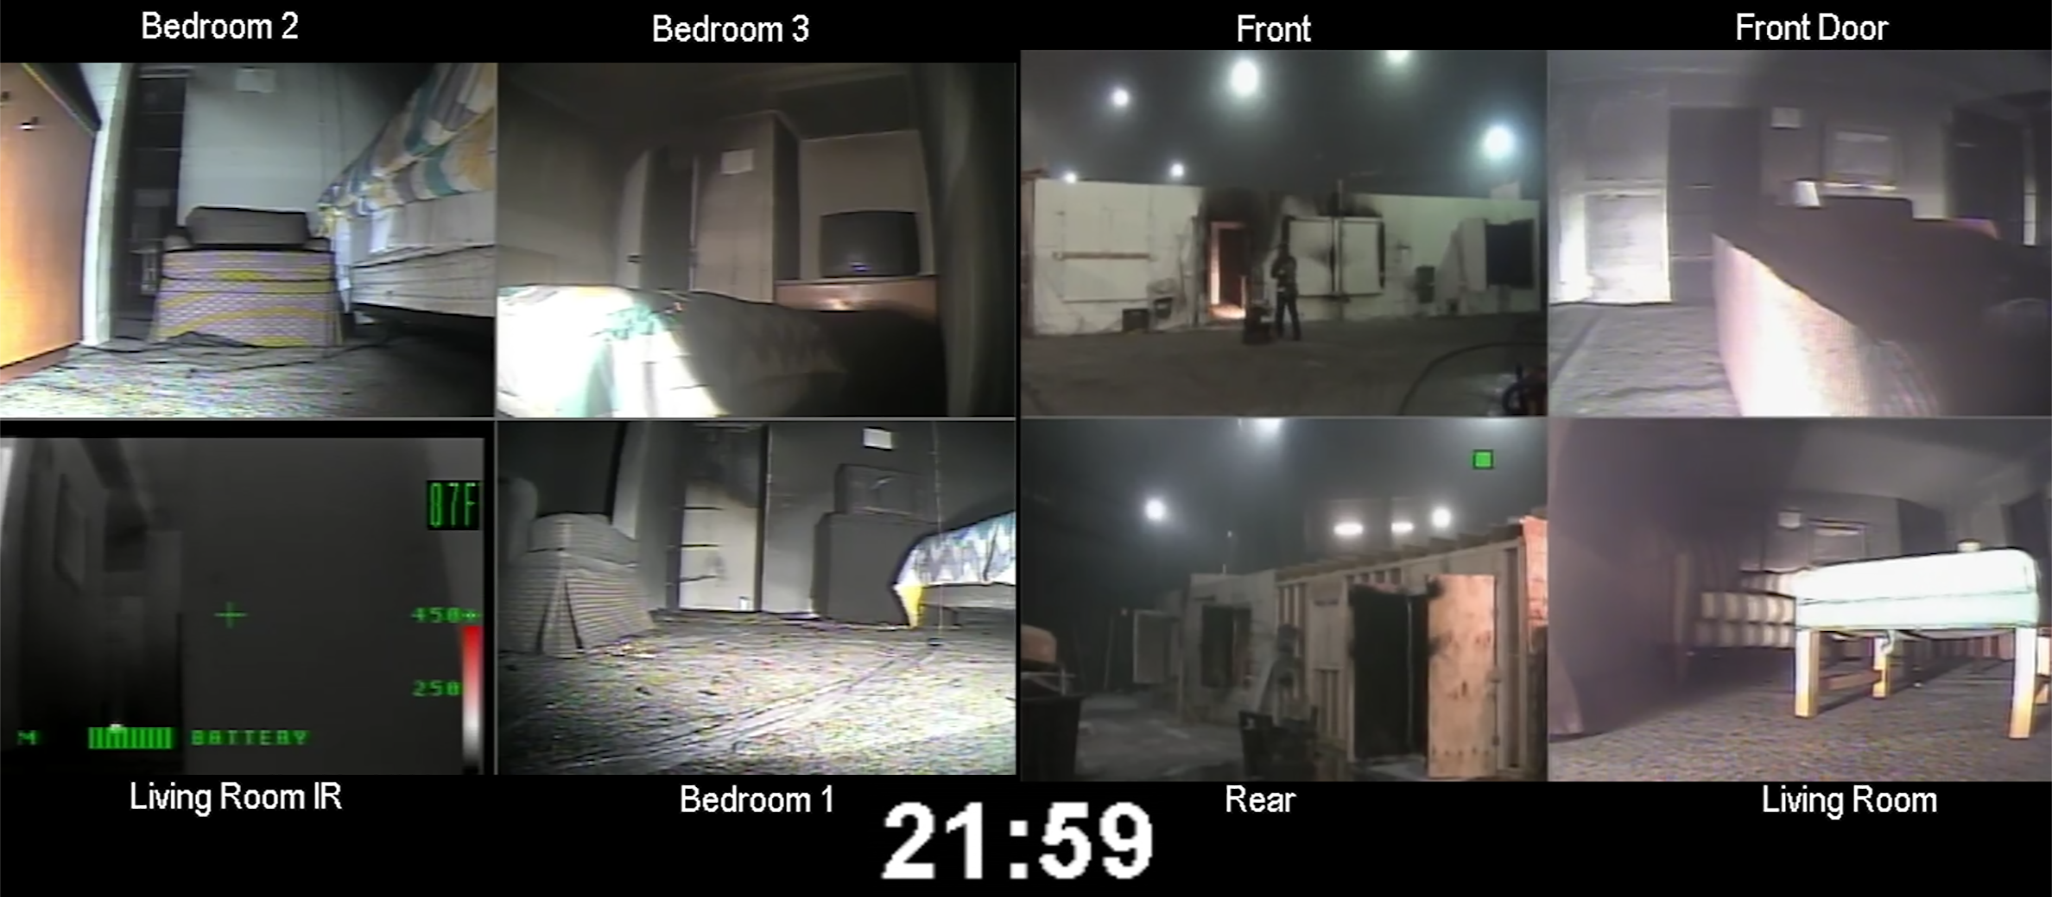 Bedroom 2
Bedroom 3
Front
Front Door
87F
450+
250
M
BATTERY
Living Room IR
Bedroom 1
Rear
Living Room
21:59